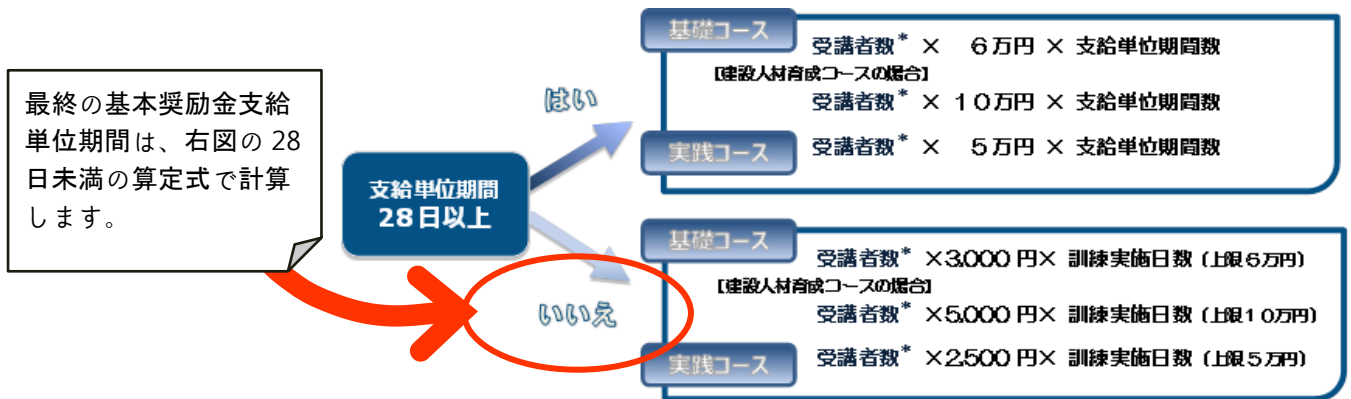 最終の基本奨励金支給
単位期間は、右図の 28
日未満の算定式で計算
します。
支給単位期間
28日以上
はい
いいえ
基礎コース
受講者数* × 6万円 × 支給単位期間数
【建設人材育成コースの場合】
受講者数* × 10万円 × 支給単位期間数
実践コース
受講者数* × 5万円 × 支給単位期間数
基礎コース
受講者数* ×3,000 円× 訓練実施日数（上限６万円）
【建設人材育成コースの場合】
受講者数* ×5,000 円× 訓練実施日数（上限１０万円）
実践コース
受講者数* ×2,500 円× 訓練実施日数（上限５万円）